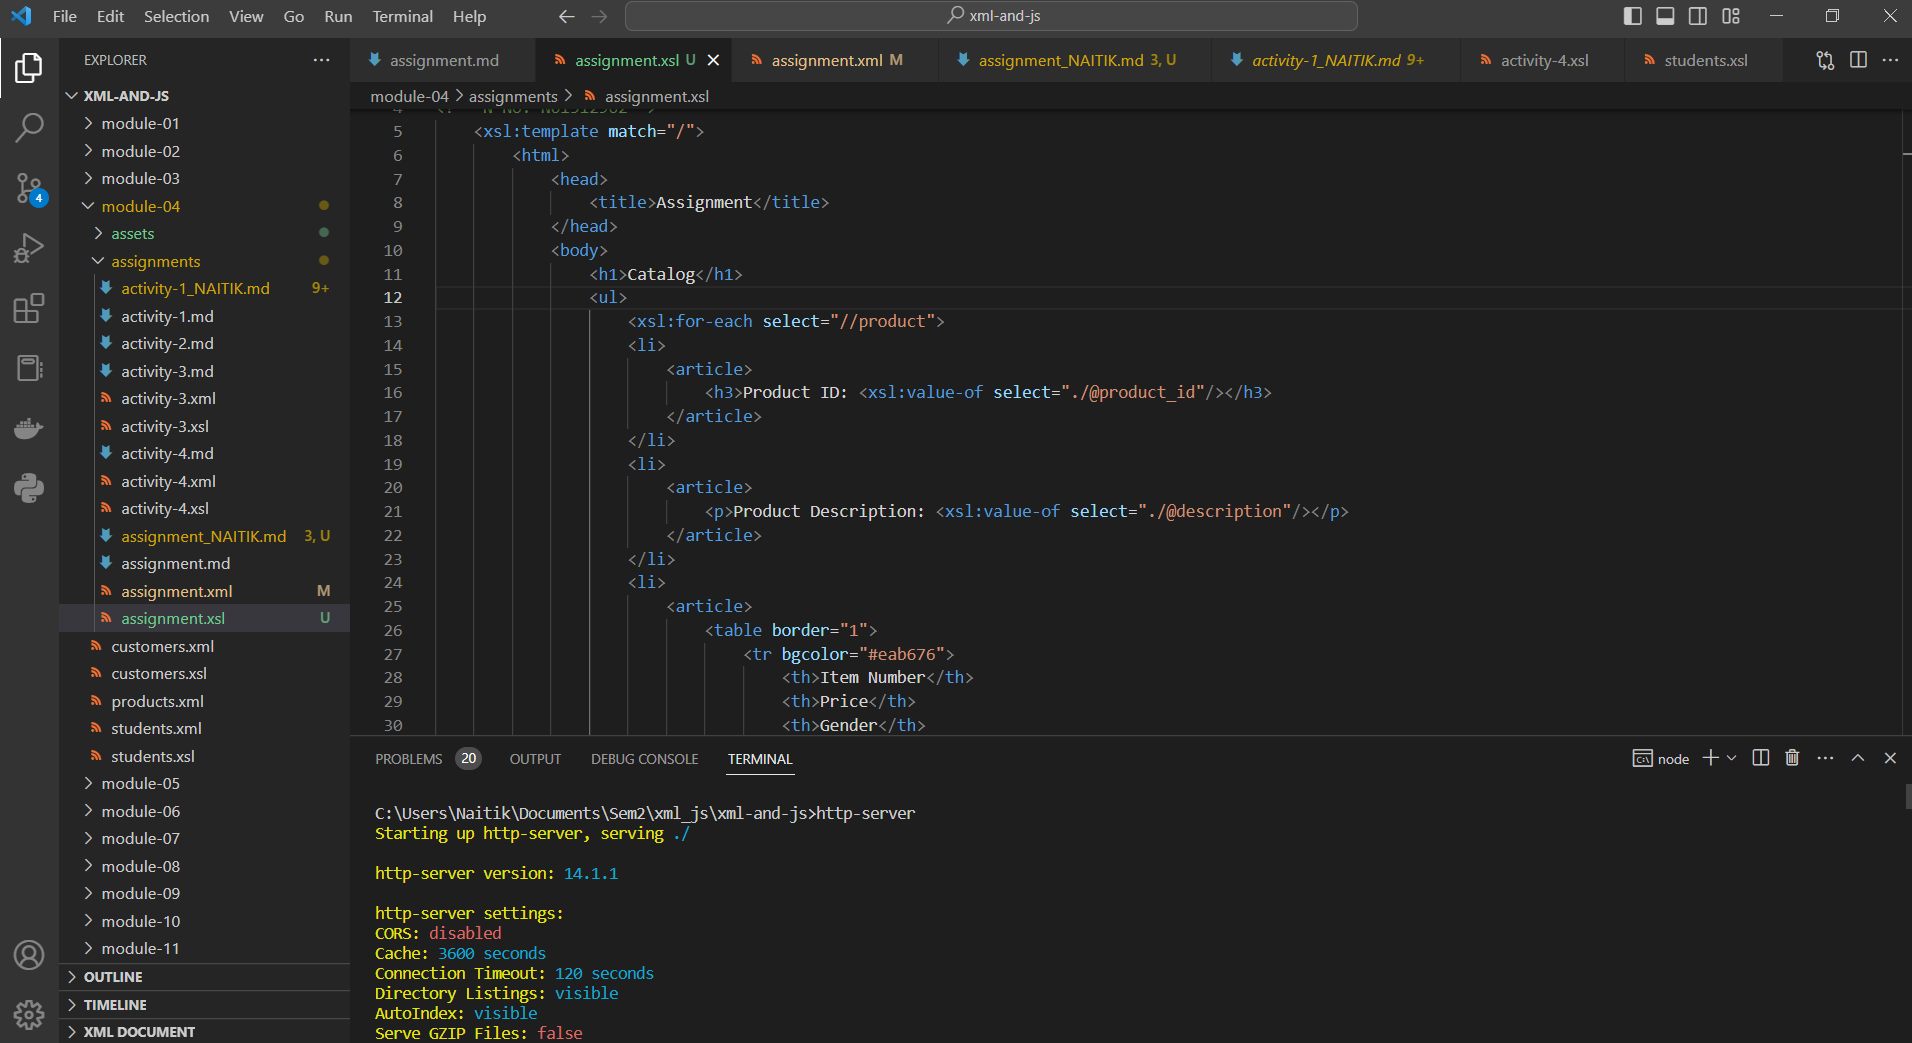 File Edit Selection View Go Run Terminal Help
xml-and-js
EXPLORER
XML-AND-JS
module-01
module-02
module-03
module-04
assets
assignments
activity-1_NAITIK.md 9+
activity-1.md
activity-2.md
activity-3.md
activity-3.xml
activity-3.xsl
activity-4.md
activity-4.xml
activity-4.xsl
assignment_NAITIK.md 3, U
assignment.md
assignment.xml M
assignment.xsl U
customers.xml
customers.xsl
products.xml
students.xml
students.xsl
module-05
module-06
module-07
module-08
module-09
module-10
module-11
OUTLINE
TIMELINE
XML DOCUMENT
4
assignment.md
assignment.xsl U
assignment.xml M
assignment_NAITIK.md 3, U
activity-1_NAITIK.md 9+
activity-4.xsl
students.xsl
module-04 > assignments > assignment.xsl
5 <xsl:template match="/">
6 <html>
7 <head>
8 <title>Assignment</title>
9 </head>
10 <body>
11 <h1>Catalog</h1>
12 <ul>
13 <xsl:for-each select="//product">
14 <li>
15 <article>
16 <h3>Product ID: <xsl:value-of select="./@product_id"/></h3>
17 </article>
18 </li>
19 <li>
20 <article>
21 <p>Product Description: <xsl:value-of select="./@description"/></p>
22 </article>
23 </li>
24 <li>
25 <article>
26 <table border="1">
27 <tr bgcolor="#eab676">
28 <th>Item Number</th>
29 <th>Price</th>
30 <th>Gender</th>
PROBLEMS 20 OUTPUT DEBUG CONSOLE TERMINAL
node
C:\Users\Naitik\Documents\Sem2\xml_js\xml-and-js>http-server
Starting up http-server, serving ./
http-server version: 14.1.1
http-server settings:
CORS: disabled
Cache: 3600 seconds
Connection Timeout: 120 seconds
Directory Listings: visible
AutoIndex: visible
Serve GZIP Files: false